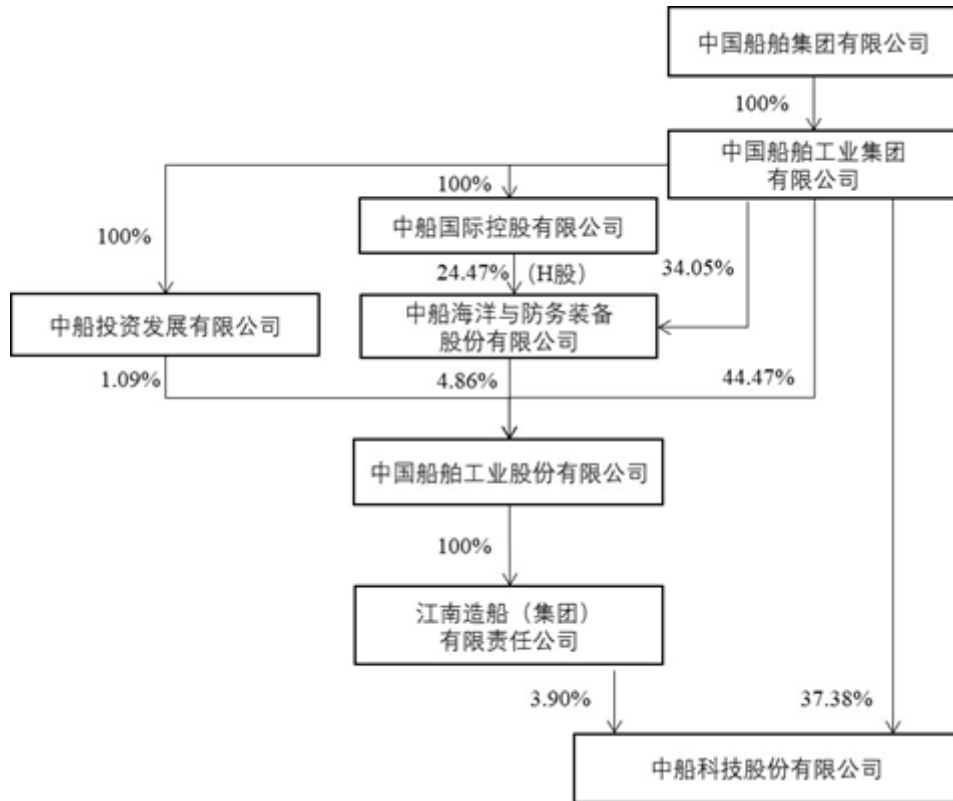 中国船舶集团有限公司
100%
中国船舶工业集团
有限公司
100%
中船国际控股有限公司
100%
24.47%（H股）
34.05%
中船投资发展有限公司
中船海洋与防务装备
股份有限公司
1.09%
4.86%
44.47%
中国船舶工业股份有限公司
100%
江南造船（集团）
有限责任公司
3.90%
37.38%
中船科技股份有限公司